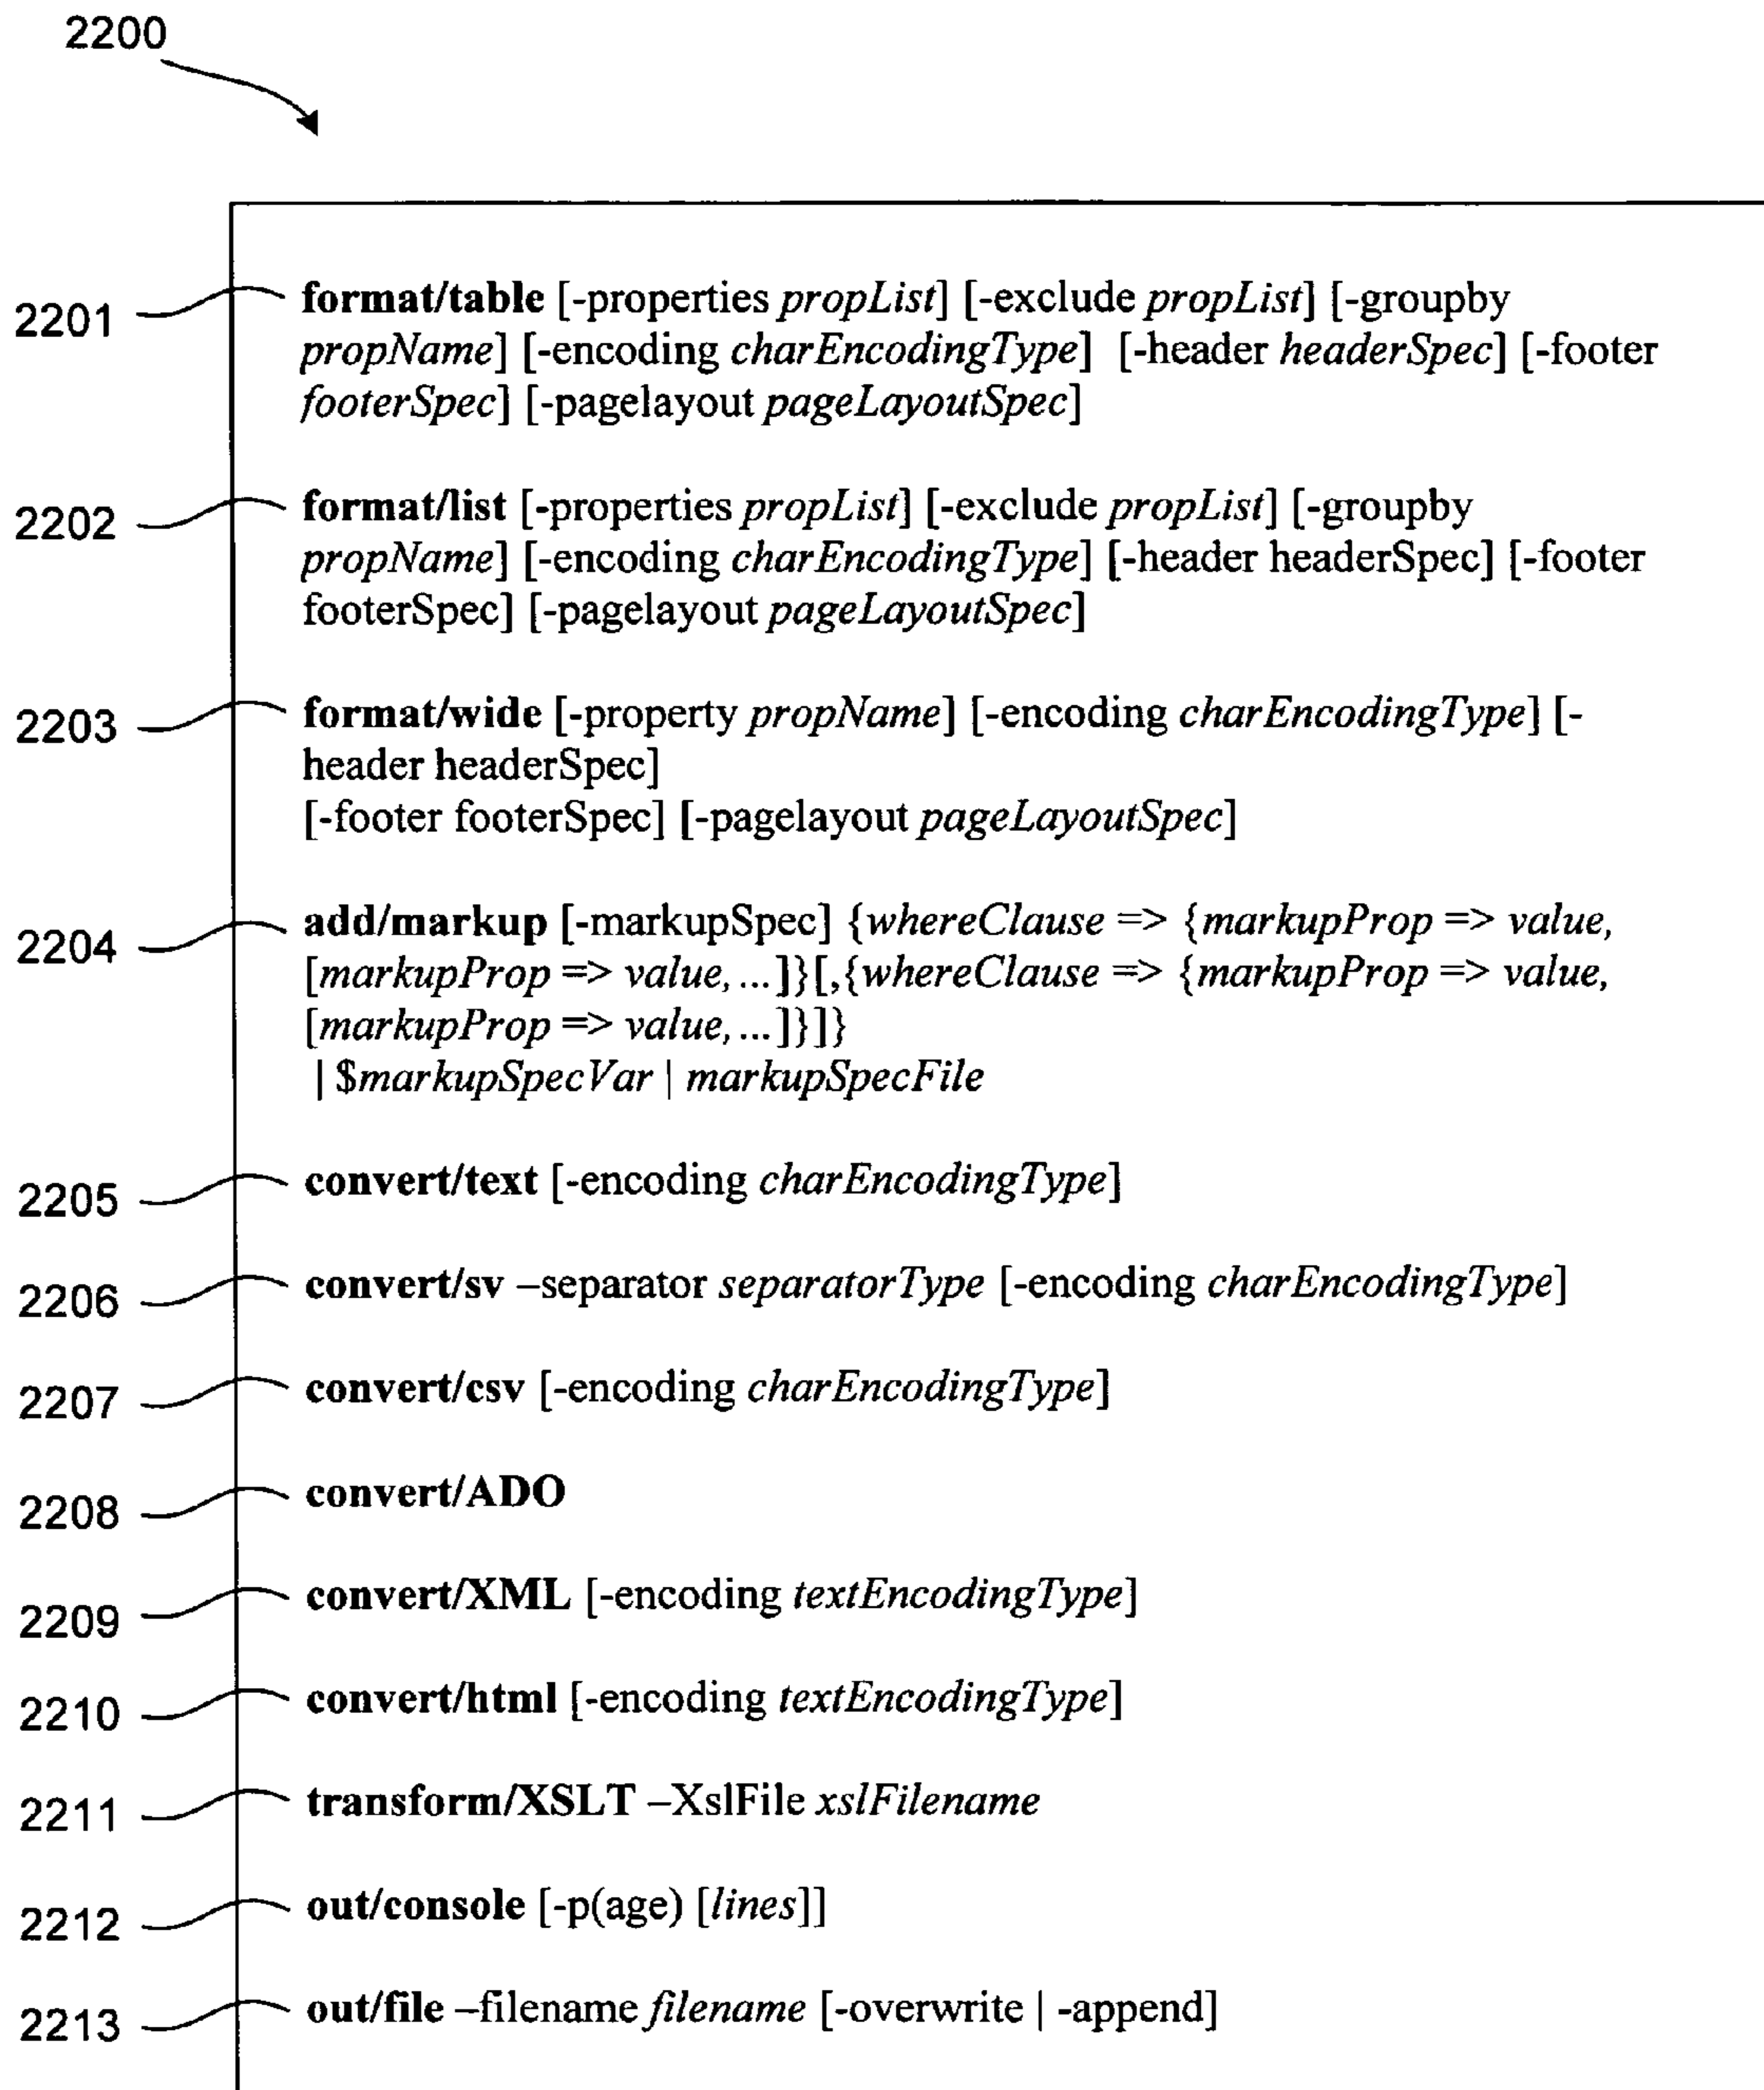 2200
2201 format/table [-properties propList] [-exclude propList] [-groupby
propName] [-encoding charEncodingType] [-header headerSpec] [-footer
footerSpec] [-pagelayout pageLayoutSpec]
2202 format/list [-properties propList] [-exclude propList] [-groupby
propName] [-encoding charEncodingType] [-header headerSpec] [-footer
footerSpec] [-pagelayout pageLayoutSpec]
2203 format/wide [-property propName] [-encoding charEncodingType] [-
header headerSpec]
[-footer footerSpec] [-pagelayout pageLayoutSpec]
2204 add/markup [-markupSpec] {whereClause => {markupProp => value,
[markupProp => value, ...]}[,{whereClause => {markupProp => value,
[markupProp => value, ...]}]}
| $markupSpecVar | markupSpecFile
2205 convert/text [-encoding charEncodingType]
2206 convert/sv –separator separatorType [-encoding charEncodingType]
2207 convert/csv [-encoding charEncodingType]
2208 convert/ADO
2209 convert/XML [-encoding textEncodingType]
2210 convert/html [-encoding textEncodingType]
2211 transform/XSLT –XslFile xslFilename
2212 out/console [-p(age) [lines]]
2213 out/file –filename filename [-overwrite | -append]